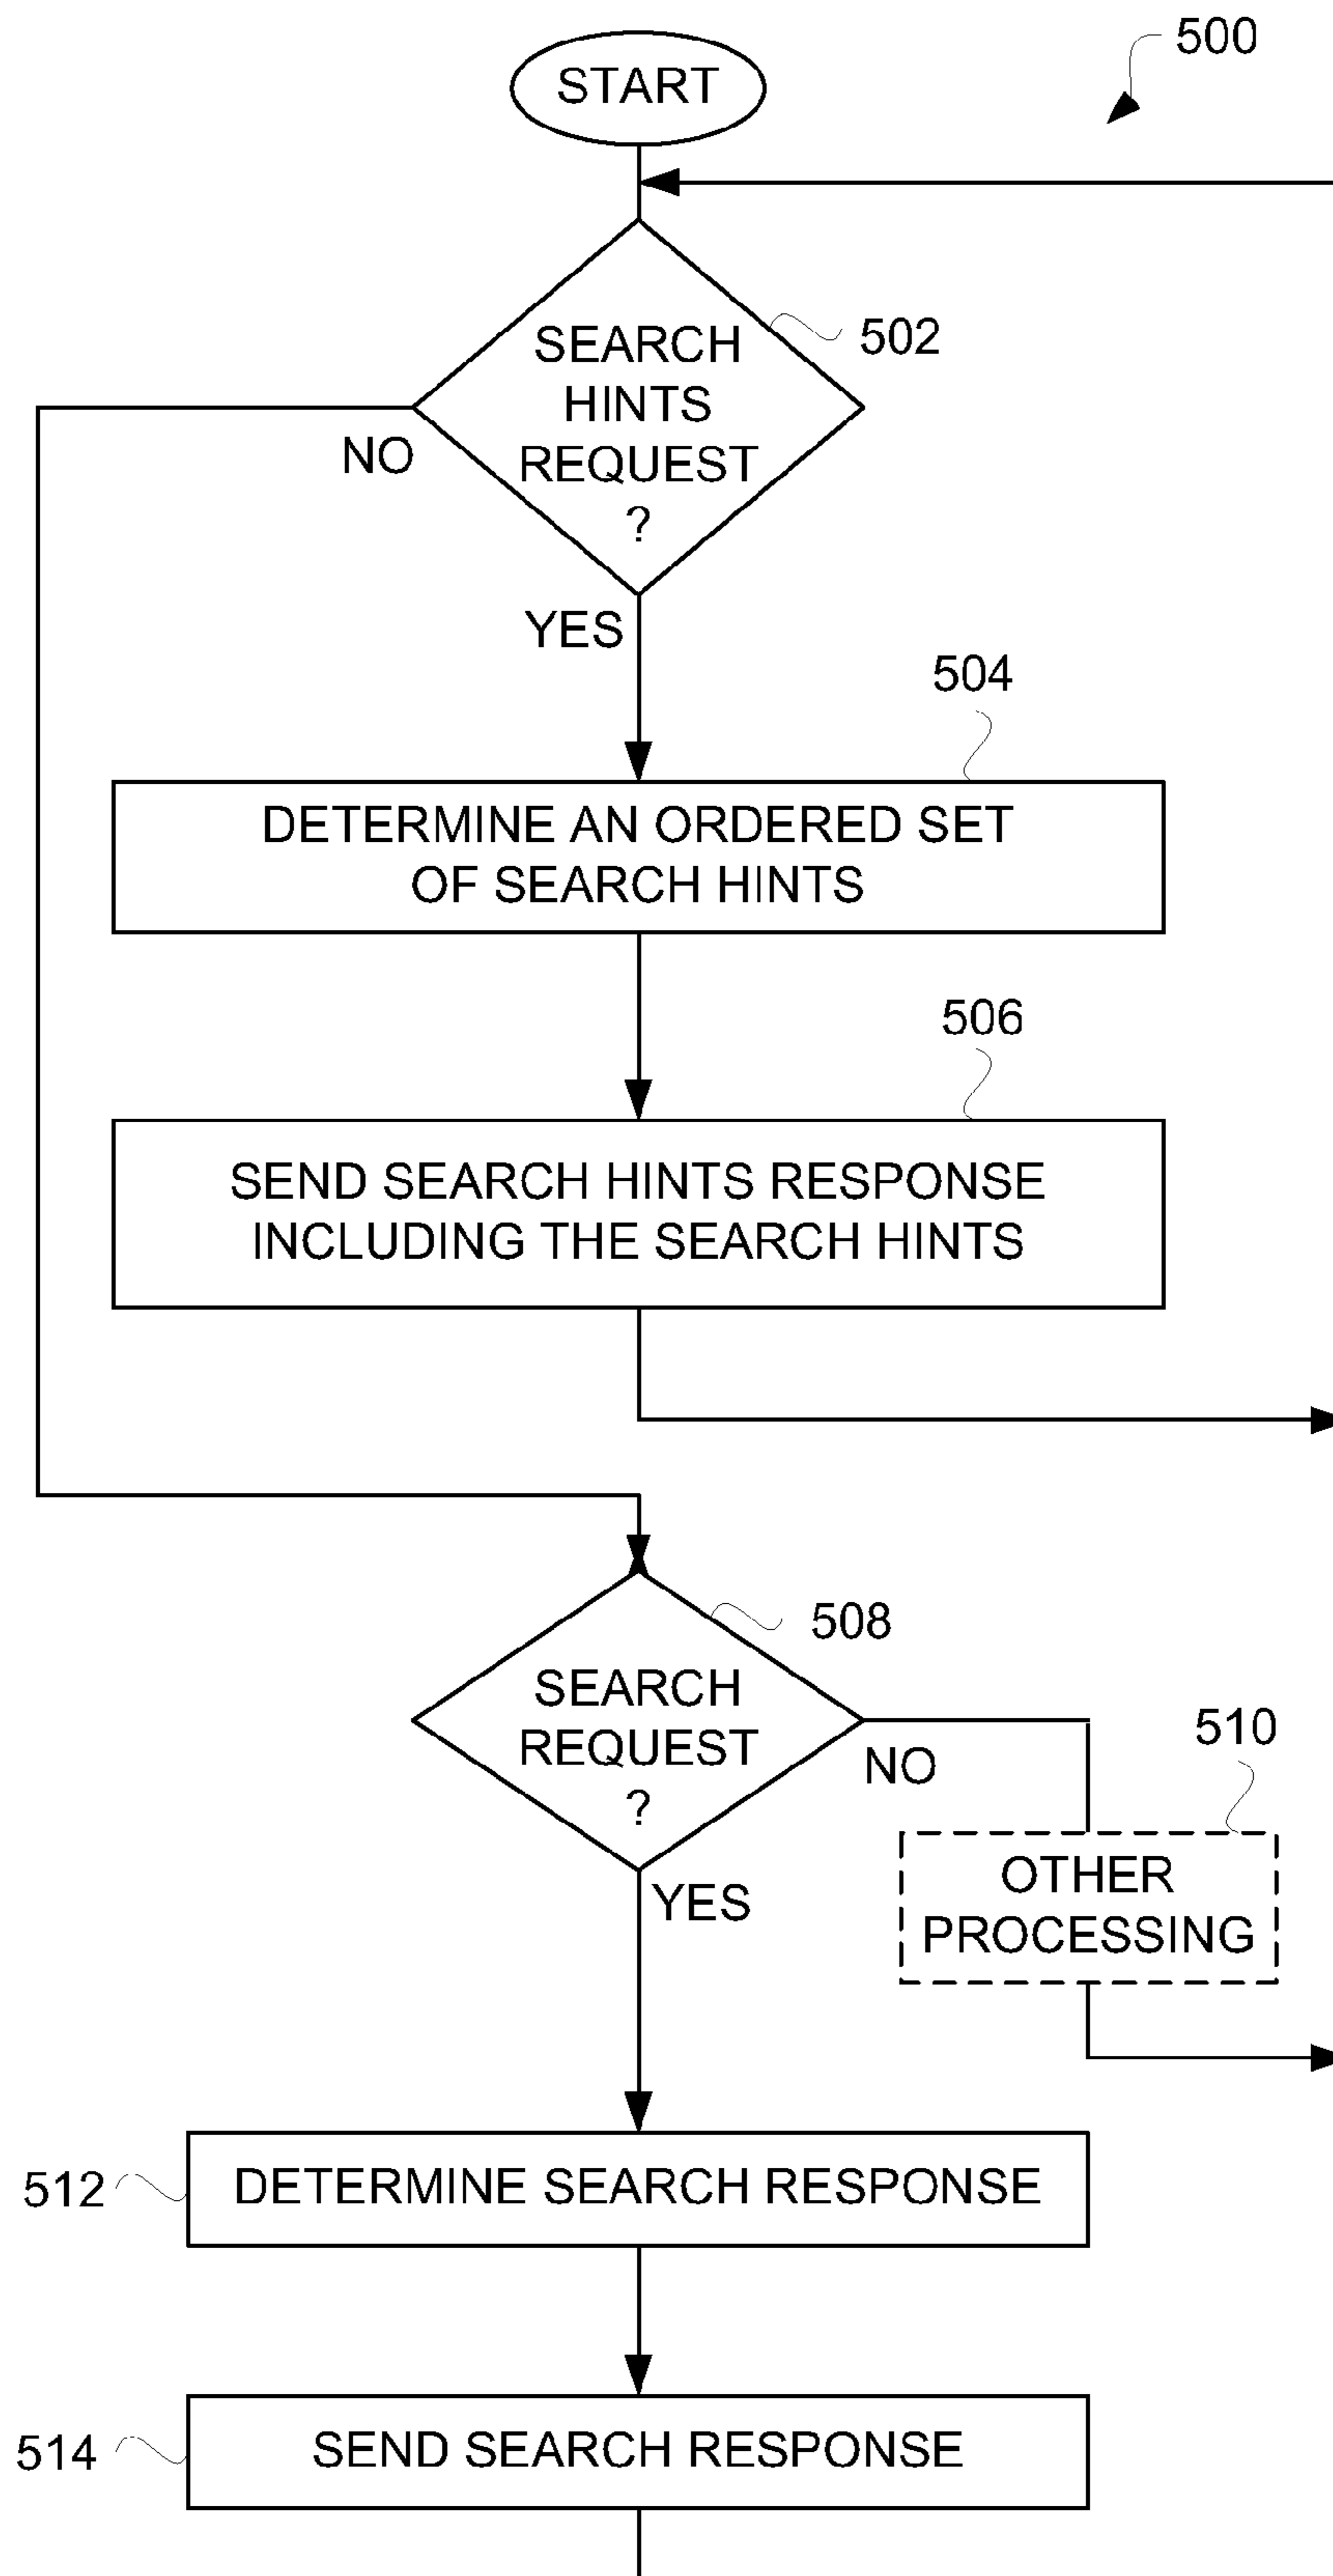 500
START
502
SEARCH
HINTS
REQUEST
?
NO
YES
504
DETERMINE AN ORDERED SET
OF SEARCH HINTS
506
SEND SEARCH HINTS RESPONSE
INCLUDING THE SEARCH HINTS
508
SEARCH
REQUEST
?
NO
510
OTHER
PROCESSING
YES
512
DETERMINE SEARCH RESPONSE
514
SEND SEARCH RESPONSE